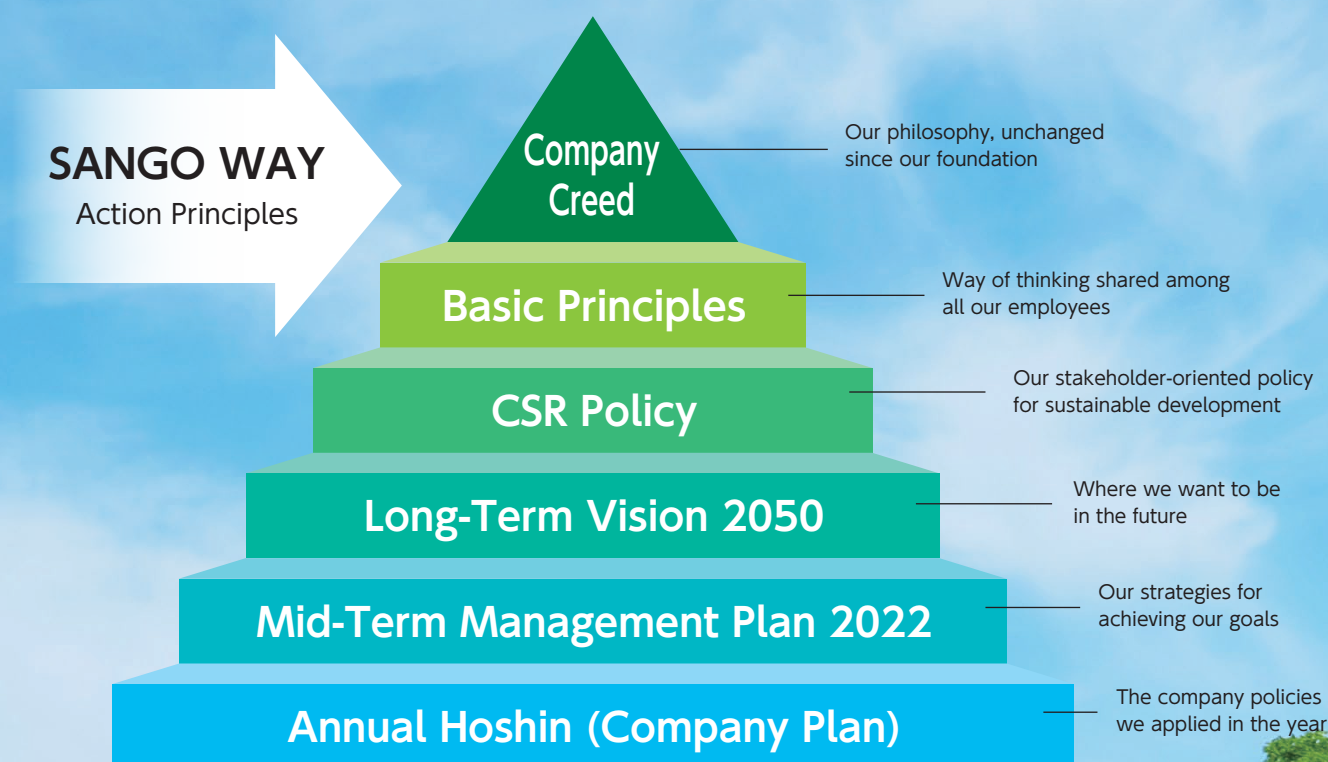 SANGO WAY
Action Principles
Company
Creed
Our philosophy, unchanged
since our foundation
Basic Principles
Way of thinking shared among
all our employees
CSR Policy
Our stakeholder-oriented policy
for sustainable development
Long-Term Vision 2050
Where we want to be
in the future
Mid-Term Management Plan 2022
Our strategies for
achieving our goals
Annual Hoshin (Company Plan)
The company policies
we applied in the year